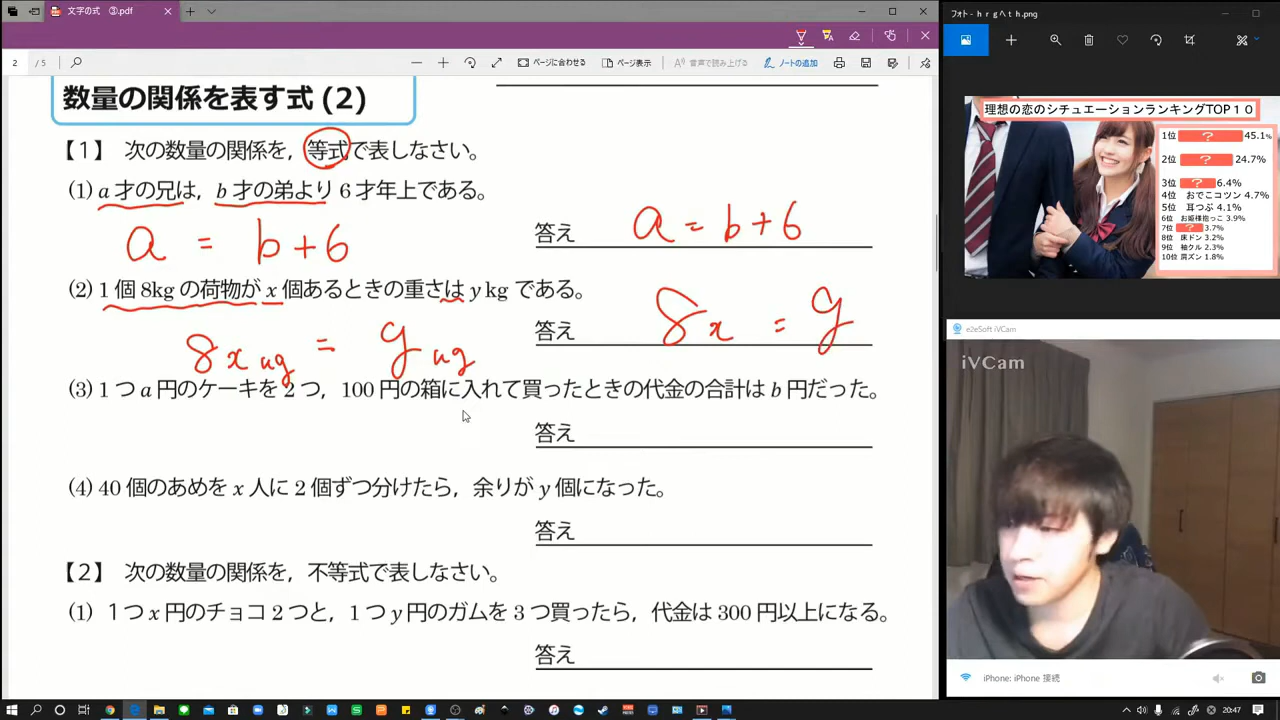 文字の式 ③.pdf
フォト - ｈｒｇへｔｈ.png
2 / 5
ページに合わせる
ページ表示
音声で読み上げる
ノートの追加
数量の関係を表す式 (2)
【1】 次の数量の関係を，等式で表しなさい。
(1) a 才の兄は，b 才の弟より 6 才年上である。
a = b+6
答え a = b+6
(2) 1 個 8kg の荷物が x 個あるときの重さは y kg である。
8x kg = y kg
答え 8x = y
(3) 1 つ a 円のケーキを 2 つ，100 円の箱に入れて買ったときの代金の合計は b 円だった。
答え
(4) 40 個のあめを x 人に 2 個ずつ分けたら，余りが y 個になった。
答え
【2】 次の数量の関係を，不等式で表しなさい。
(1) 1つ x 円のチョコ 2 つと，1 つ y 円のガムを 3 つ買ったら，代金は 300 円以上になる。
答え
理想の恋のシチュエーションランキングTOP１０
1位 ? 45.1%
2位 ? 24.7%
3位 ? 6.4%
4位 おでこコツン 4.7%
5位 耳つぶ 4.1%
6位 お姫様抱っこ 3.9%
7位 ? 3.7%
8位 床ドン 3.2%
9位 袖クル 2.3%
10位 肩ズン 1.8%
e2eSoft iVCam
iVCam
iPhone: iPhone 接続
20:47